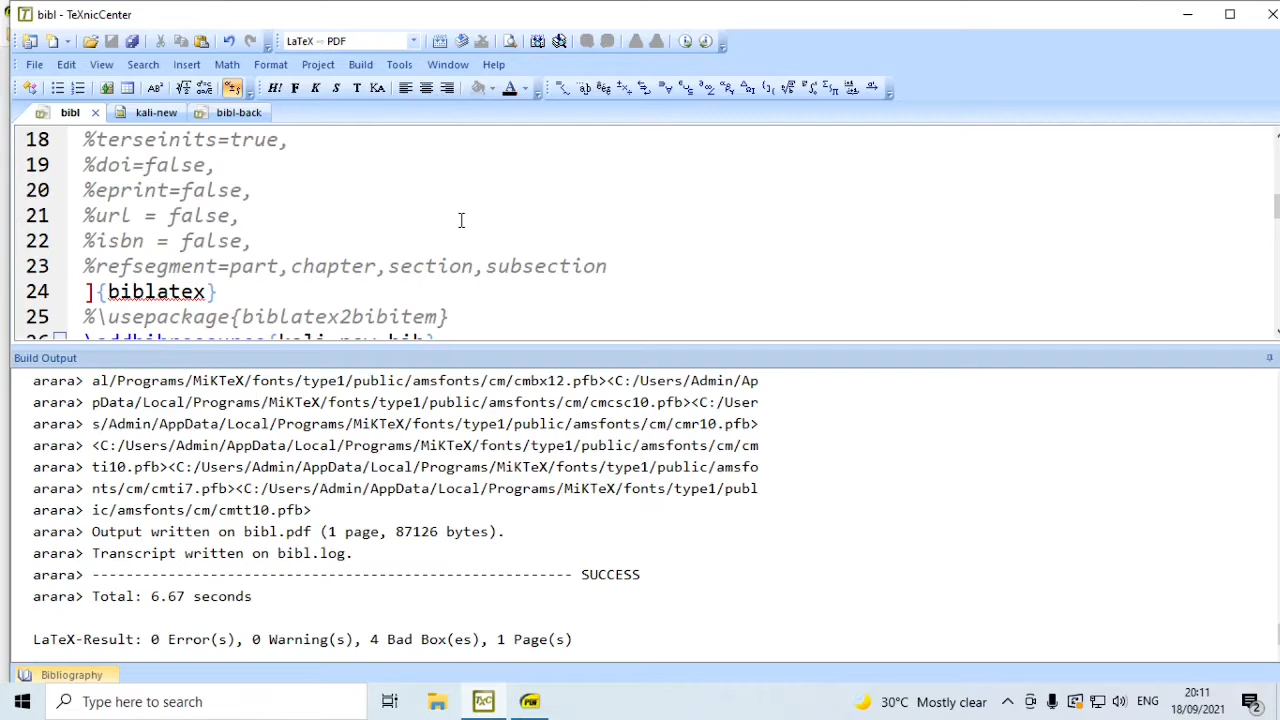 bibl - TeXnicCenter
LaTeX ⇨ PDF
File Edit View Search Insert Math Format Project Build Tools Window Help
bibl kali-new bibl-back
18 %terseinits=true,
19 %doi=false,
20 %eprint=false,
21 %url = false,
22 %isbn = false,
23 %refsegment=part,chapter,section,subsection
24 ]{biblatex}
25 %\usepackage{biblatex2bibitem}
26 \addbibresource{kali-new.bib}
Build Output
arara> al/Programs/MiKTeX/fonts/type1/public/amsfonts/cm/cmbx12.pfb><C:/Users/Admin/Ap
arara> pData/Local/Programs/MiKTeX/fonts/type1/public/amsfonts/cm/cmcsc10.pfb><C:/User
arara> s/Admin/AppData/Local/Programs/MiKTeX/fonts/type1/public/amsfonts/cm/cmr10.pfb>
arara> <C:/Users/Admin/AppData/Local/Programs/MiKTeX/fonts/type1/public/amsfonts/cm/cm
arara> ti10.pfb><C:/Users/Admin/AppData/Local/Programs/MiKTeX/fonts/type1/public/amsfo
arara> nts/cm/cmti7.pfb><C:/Users/Admin/AppData/Local/Programs/MiKTeX/fonts/type1/publ
arara> ic/amsfonts/cm/cmtt10.pfb>
arara> Output written on bibl.pdf (1 page, 87126 bytes).
arara> Transcript written on bibl.log.
arara> --------------------------------------------------------- SUCCESS
arara> Total: 6.67 seconds
LaTeX-Result: 0 Error(s), 0 Warning(s), 4 Bad Box(es), 1 Page(s)
Bibliography
Type here to search
30°C Mostly clear
ENG
20:11
18/09/2021
2